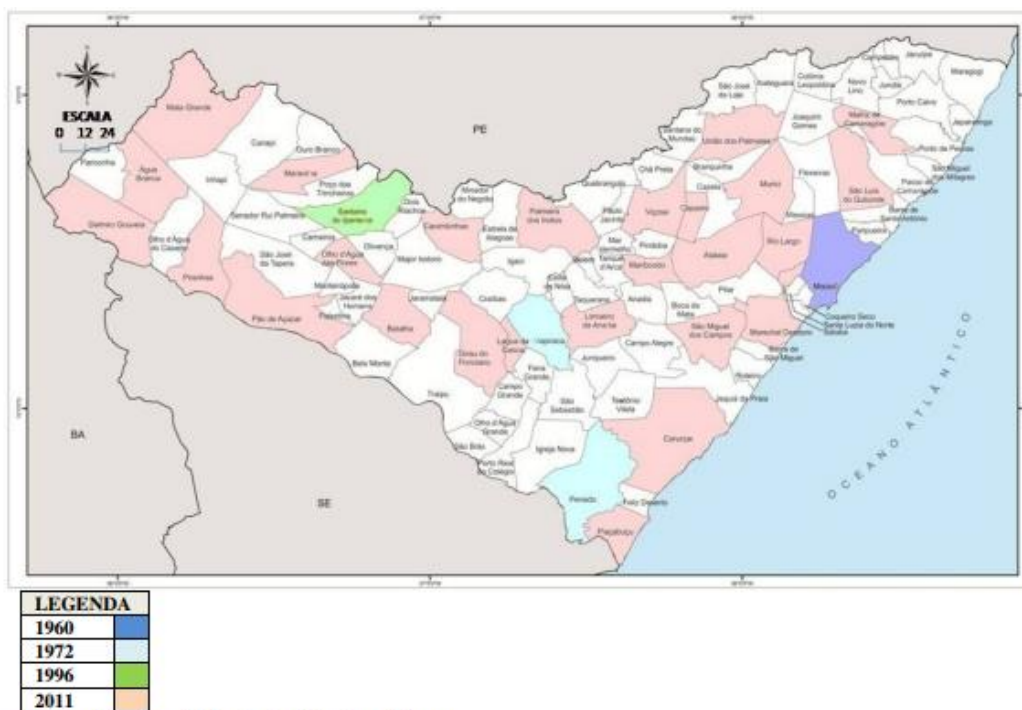 ESCALA
0 12 24
PE
BA
SE
OCEANO ATLÂNTICO
Mata Grande
Canapi
Ouro Branco
Água Branca
Inhapi
Poço das Trincheiras
Senador Rui Palmeira
Dois Riachos
Delmiro Gouveia
Olho d'Água do Casado
Piranhas
São José da Tapera
Carneiros
Olivença
Major Isidoro
Olho d'Água das Flores
Monteirópolis
Pão de Açúcar
Jacaré dos Homens
Palestina
Batalha
Belo Monte
Jaramataia
Cacimbinhas
Estrela de Alagoas
Palmeira dos Índios
Igaci
Craíbas
Girau do Ponciano
Lagoa da Canoa
Arapiraca
Feira Grande
Campo Grande
Traipu
Olho d'Água Grande
São Brás
Porto Real do Colégio
Igreja Nova
São Sebastião
Penedo
Piaçabuçu
Feliz Deserto
Coruripe
Teotônio Vilela
Junqueiro
Campo Alegre
Limoeiro de Anadia
Taquarana
Anadia
Boca da Mata
São Miguel dos Campos
Jequiá da Praia
Roteiro
Barra de São Miguel
Marechal Deodoro
Pilar
Atalaia
Maribondo
Pindoba
Mar Vermelho
Tanque d'Arca
Belém
Coité do Nóia
Paulo Jacinto
Quebrangulo
Viçosa
Chã Preta
Cajueiro
Capela
Branquinha
Murici
Messias
Rio Largo
Maceió
Coqueiro Seco
Santa Luzia do Norte
Satuba
Flexeiras
Joaquim Gomes
União dos Palmares
Santana do Mundaú
São José da Laje
Ibateguara
Colônia Leopoldina
Novo Lino
Jundiá
Campestre
Jacuípe
Maragogi
Porto Calvo
Japaratinga
Matriz de Camaragibe
Porto de Pedras
São Miguel dos Milagres
Passo de Camaragibe
São Luís do Quitunde
Barra de Santo Antônio
Paripueira
LEGENDA
1960
1972
1996
2011